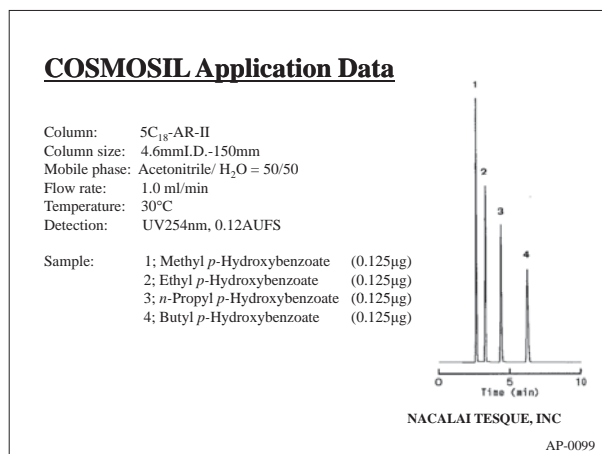 COSMOSIL Application Data
Column: 5C18-AR-II
Column size: 4.6mmI.D.-150mm
Mobile phase: Acetonitrile/ H2O = 50/50
Flow rate: 1.0 ml/min
Temperature: 30°C
Detection: UV254nm, 0.12AUFS
Sample: 1; Methyl p-Hydroxybenzoate (0.125μg)
2; Ethyl p-Hydroxybenzoate (0.125μg)
3; n-Propyl p-Hydroxybenzoate (0.125μg)
4; Butyl p-Hydroxybenzoate (0.125μg)
1
2
3
4
0 5 10
Time (min)
NACALAI TESQUE, INC
AP-0099